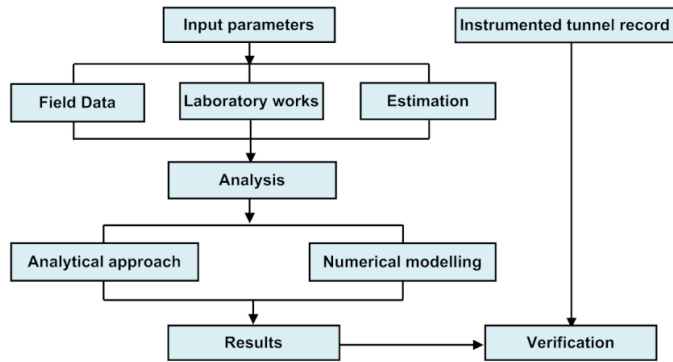 Input parameters
Instrumented tunnel record
Field Data
Laboratory works
Estimation
Analysis
Analytical approach
Numerical modelling
Results
Verification